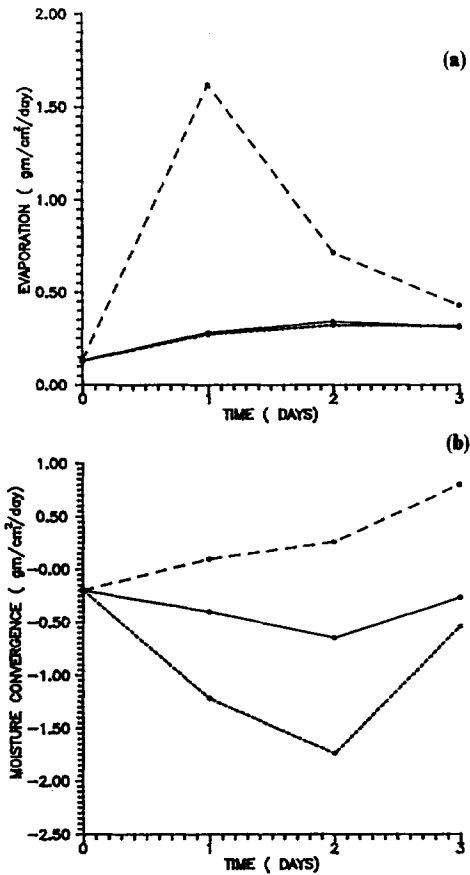 2.00
(a)
1.50
1.00
0.50
0.00
EVAPORATION ( gm/cm²/day)
0 1 2 3
TIME ( DAYS)
(b)
1.00
0.50
-0.00
-0.50
-1.00
-1.50
-2.00
-2.50
MOISTURE CONVERGENCE ( gm/cm²/day)
0 1 2 3
TIME ( DAYS)